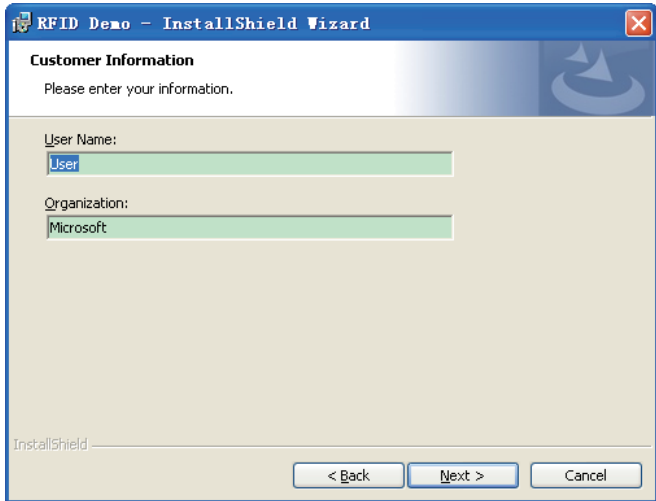 RFID Demo - InstallShield Wizard
Customer Information
Please enter your information.
User Name:
User
Organization:
Microsoft
InstallShield
< Back
Next >
Cancel